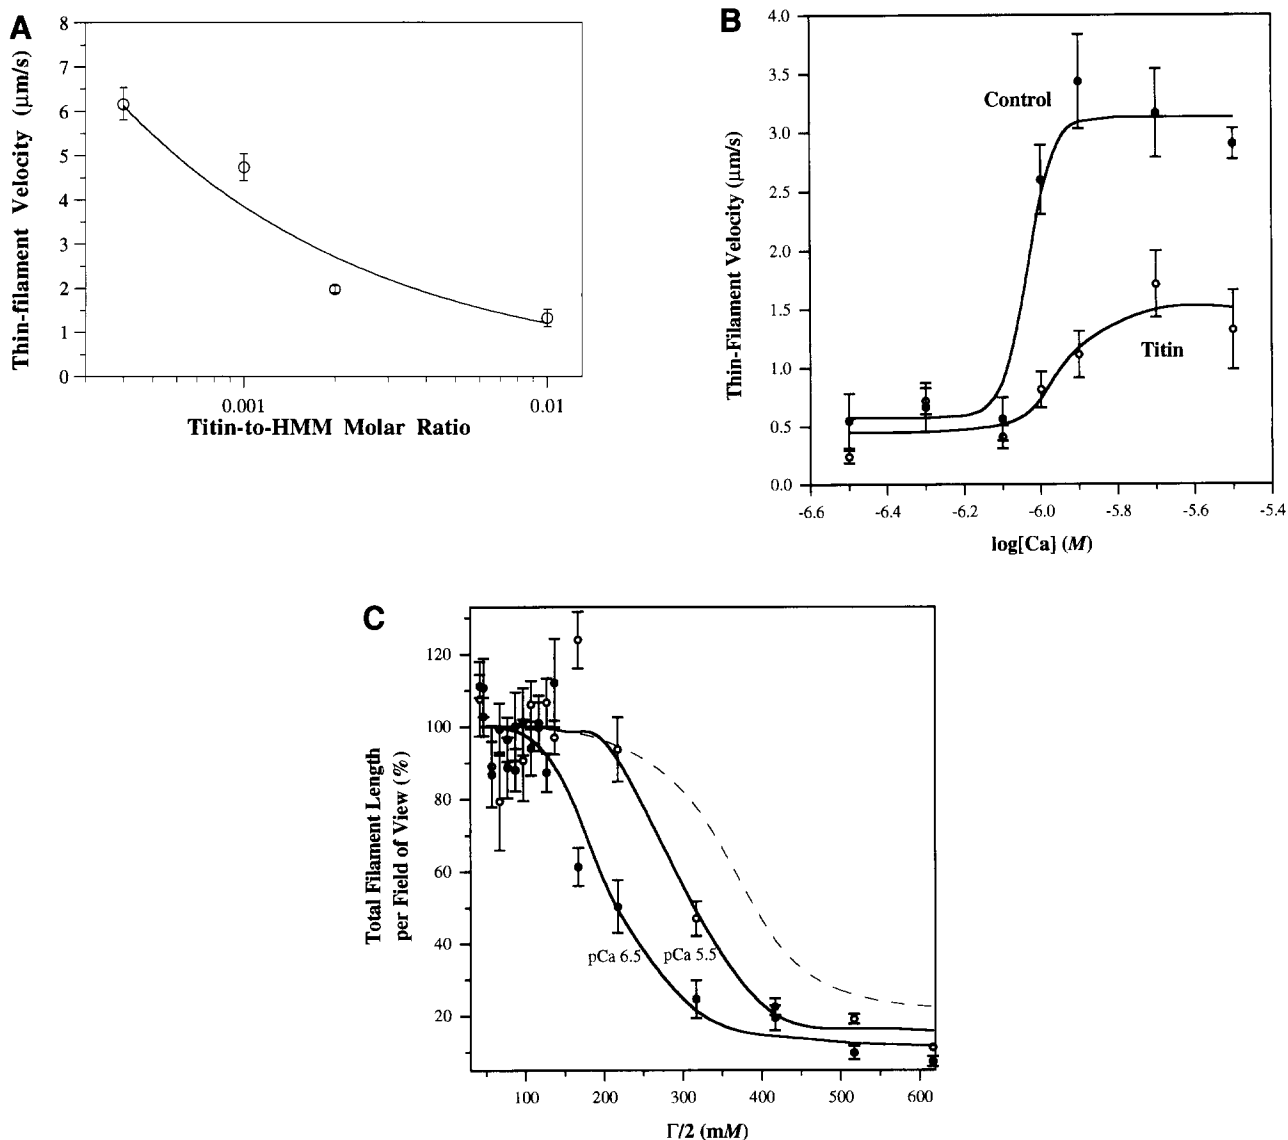 A
8
7
6
5
4
3
2
1
0
Thin-filament Velocity (μm/s)
0.001
0.01
Titin-to-HMM Molar Ratio
B
4.0
3.5
3.0
2.5
2.0
1.5
1.0
0.5
0.0
Thin-Filament Velocity (μm/s)
Control
Titin
-6.6
-6.4
-6.2
-6.0
-5.8
-5.6
-5.4
log[Ca] (M)
C
120
100
80
60
40
20
Total Filament Length
per Field of View (%)
pCa 6.5
pCa 5.5
100
200
300
400
500
600
Γ/2 (mM)